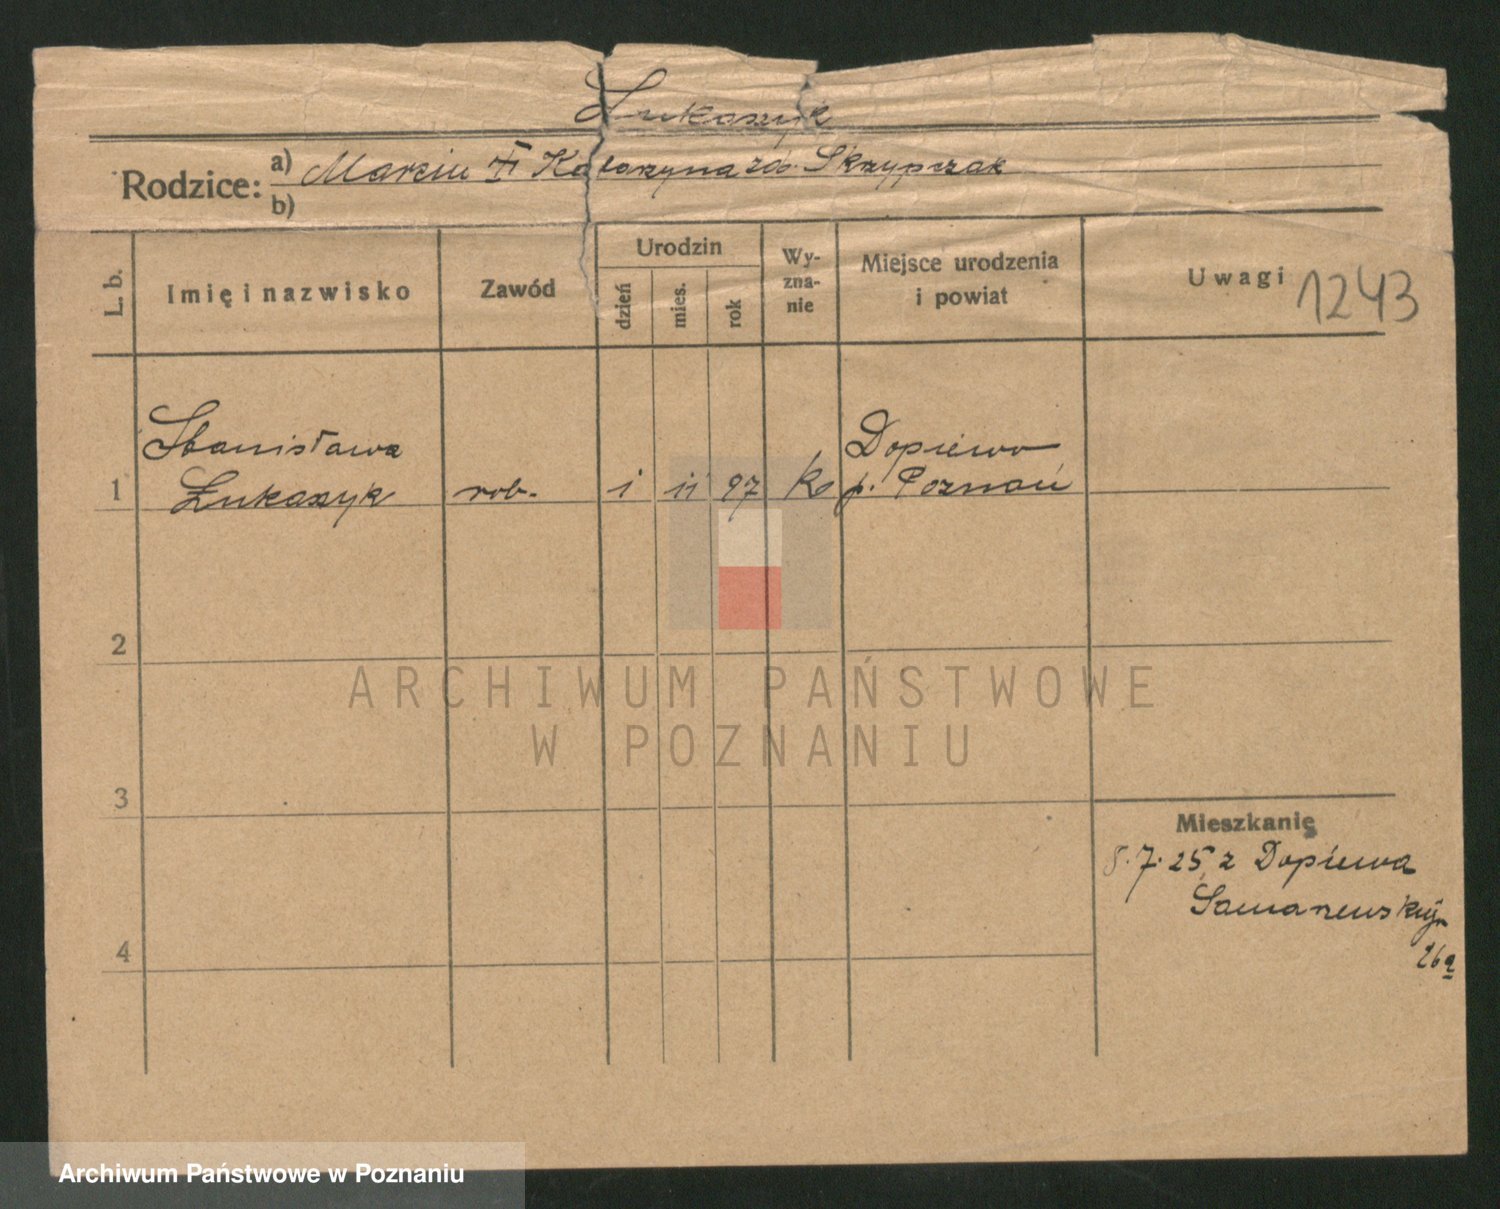 Łukaszyk
Rodzice: a) Marcin i Katarzyna zd. Skrzypczak
b)
L. b.
Imię i nazwisko
Zawód
Urodzin
dzień
mies.
rok
Wy-
zna-
nie
Miejsce urodzenia
i powiat
Uwagi
1243
Stanisława
Łukaszyk
1
rob.
1
11
97
k
Dopiewo
p. Poznań
2
3
4
Mieszkanie
8.7.25 z Dopiewa
26a
ARCHIWUM PAŃSTWOWE
W POZNANIU
Archiwum Państwowe w Poznaniu